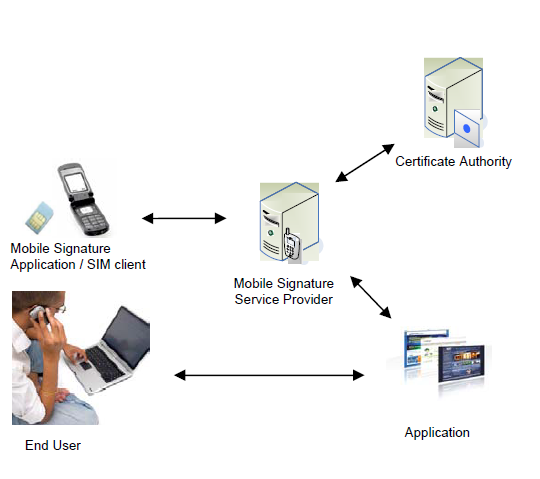 Certificate Authority
Mobile Signature
Application / SIM client
Mobile Signature
Service Provider
Application
End User